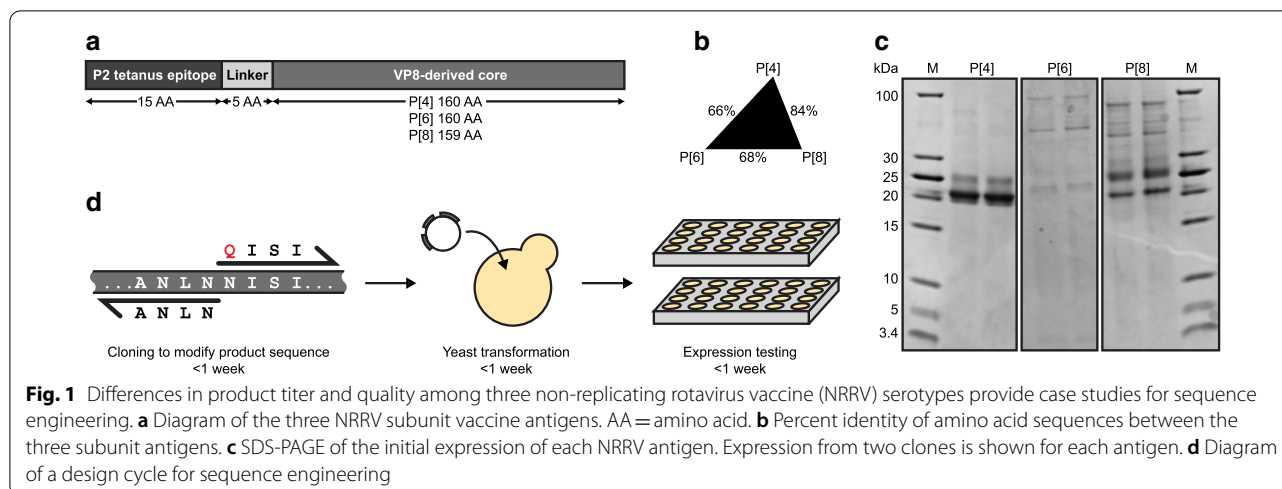 a
P2 tetanus epitope Linker VP8-derived core
15 AA 5 AA P[4] 160 AA
P[6] 160 AA
P[8] 159 AA
b
P[4]
66% 84%
P[6] 68% P[8]
c
kDa M P[4] P[6] P[8] M
100
30
25
20
15
10
5
3.4
d
Q I S I
...A N L N N I S I...
A N L N
Cloning to modify product sequence
<1 week
Yeast transformation
<1 week
Expression testing
<1 week
Fig. 1 Differences in product titer and quality among three non-replicating rotavirus vaccine (NRRV) serotypes provide case studies for sequence
engineering. a Diagram of the three NRRV subunit vaccine antigens. AA = amino acid. b Percent identity of amino acid sequences between the
three subunit antigens. c SDS-PAGE of the initial expression of each NRRV antigen. Expression from two clones is shown for each antigen. d Diagram
of a design cycle for sequence engineering